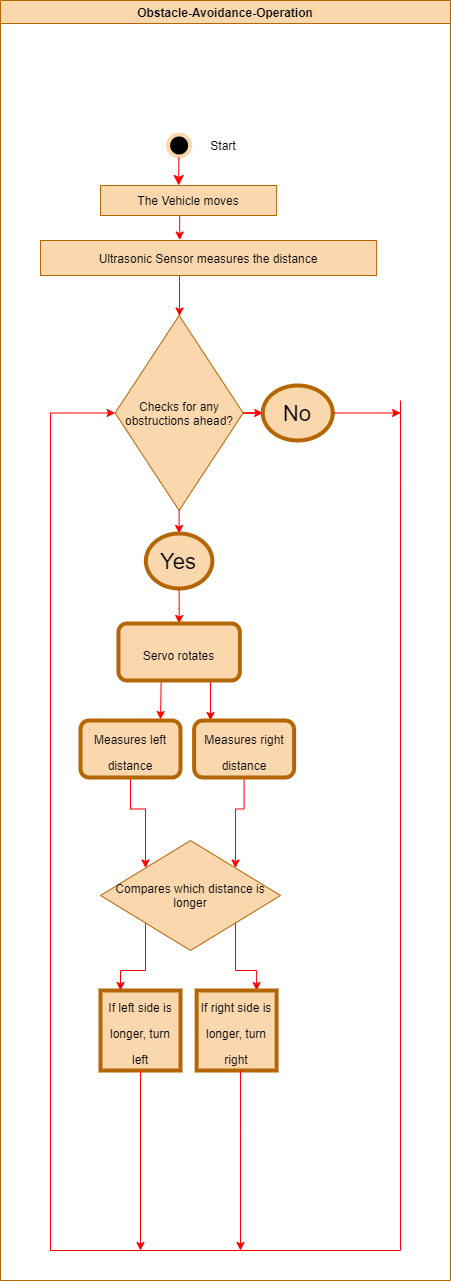 Obstacle-Avoidance-Operation
Start
The Vehicle moves
Ultrasonic Sensor measures the distance
Checks for any
obstructions ahead?
No
Yes
Servo rotates
Measures left
distance
Measures right
distance
Compares which distance is
longer
If left side is
longer, turn
left
If right side is
longer, turn
right